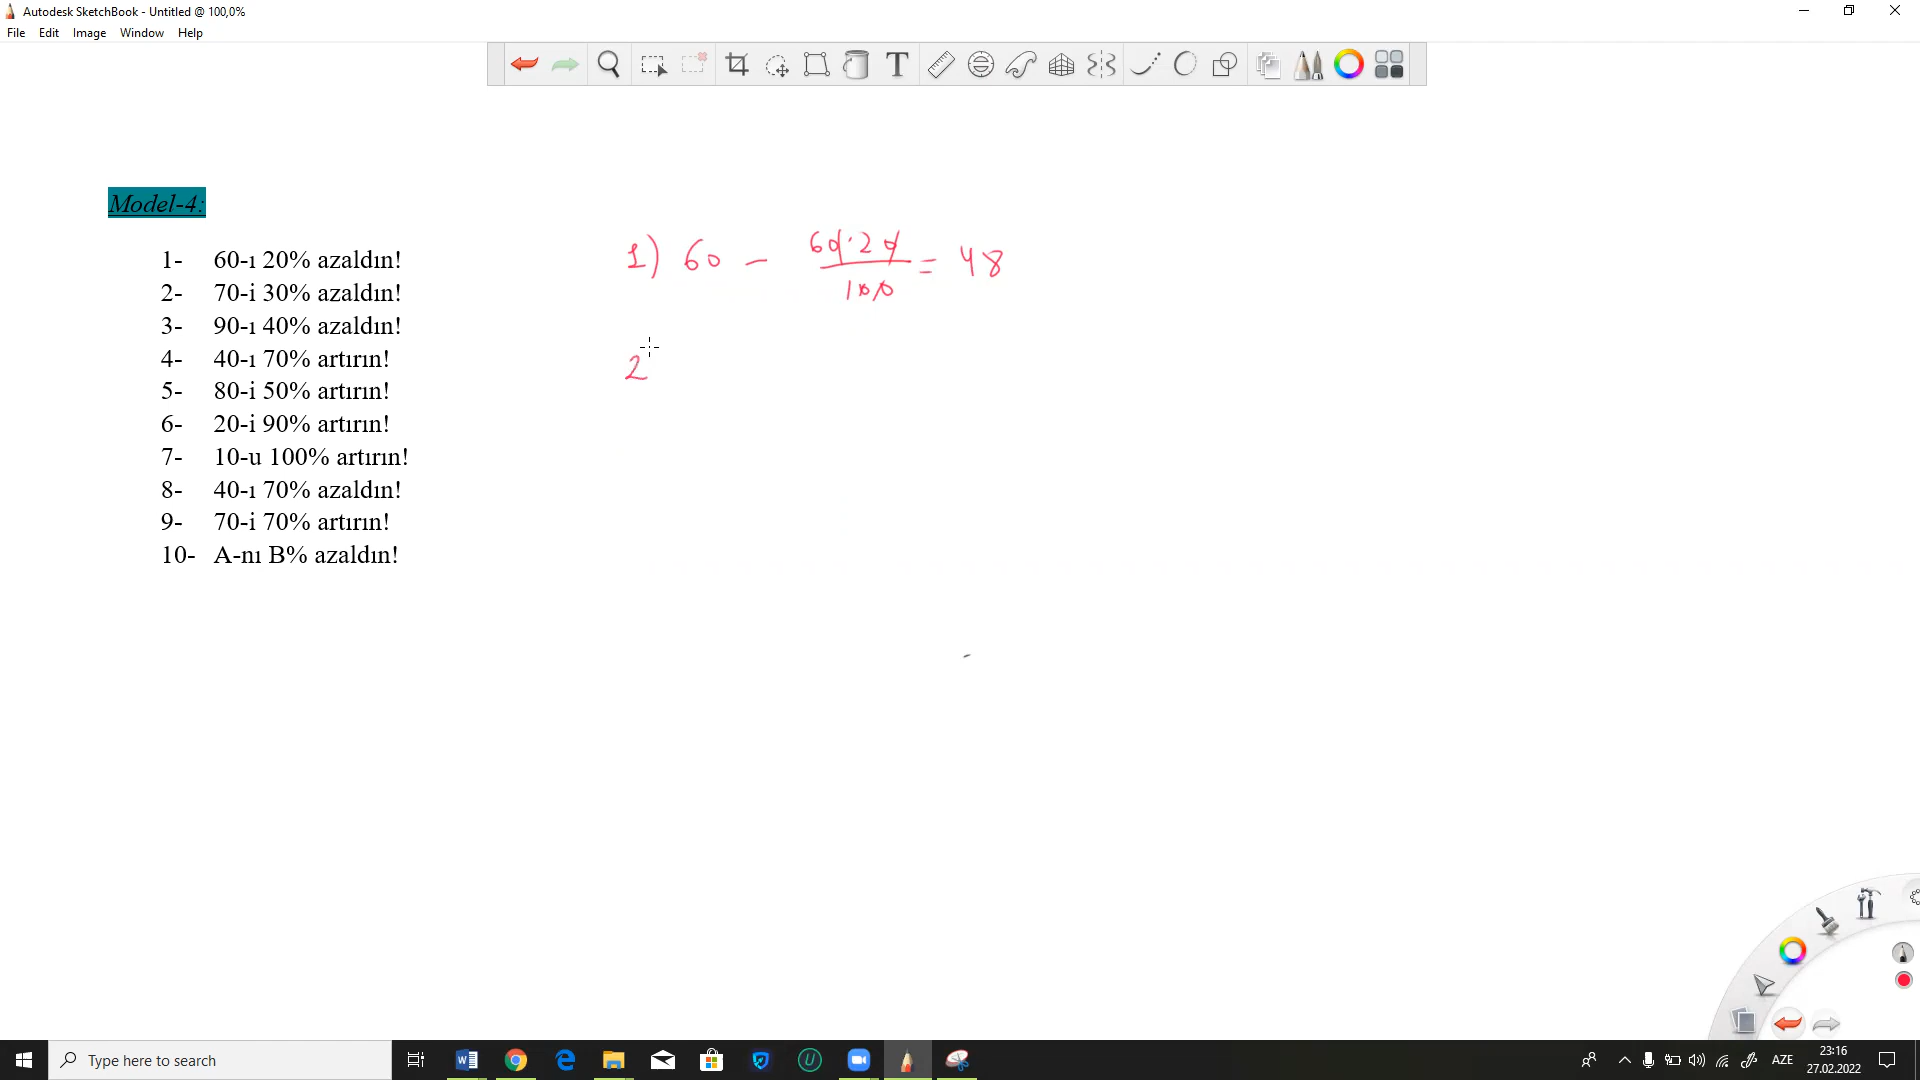 Autodesk SketchBook - Untitled @ 100,0%
File Edit Image Window Help
T
Model-4:
1- 60-ı 20% azaldın!
2- 70-i 30% azaldın!
3- 90-ı 40% azaldın!
4- 40-ı 70% artırın!
5- 80-i 50% artırın!
6- 20-i 90% artırın!
7- 10-u 100% artırın!
8- 40-ı 70% azaldın!
9- 70-i 70% artırın!
10- A-nı B% azaldın!
1) 60 - 60·20/100 = 48
2
Type here to search
AZE
23:16
27.02.2022